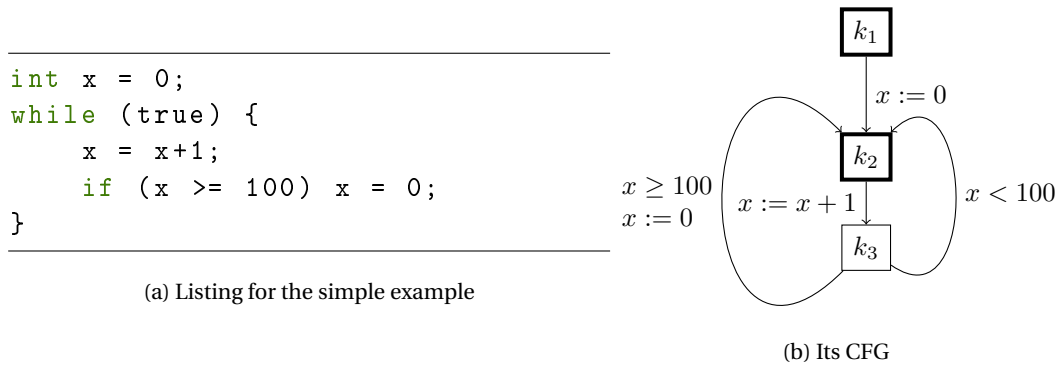 int x = 0;
while (true) {
    x = x+1;
    if (x >= 100) x = 0;
}
(a) Listing for the simple example
k₁
x := 0
k₂
x ≥ 100
x := 0
x := x + 1
x < 100
k₃
(b) Its CFG